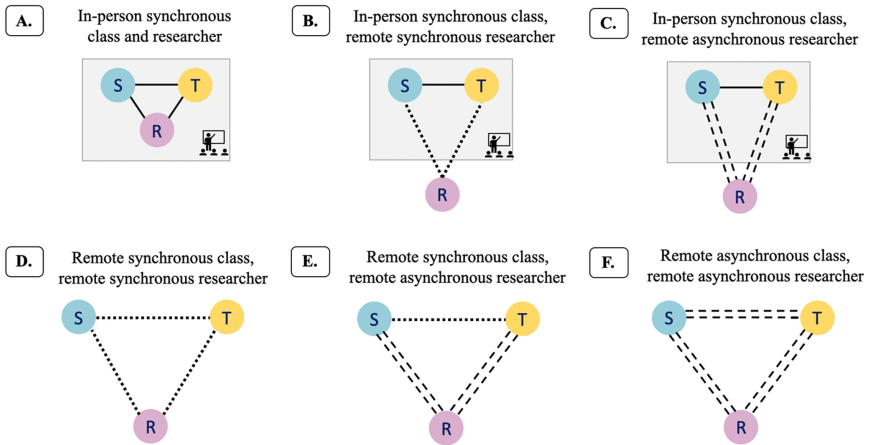 A.
In-person synchronous
class and researcher
S
T
R
B.
In-person synchronous class,
remote synchronous researcher
S
T
R
C.
In-person synchronous class,
remote asynchronous researcher
S
T
R
D.
Remote synchronous class,
remote synchronous researcher
S
T
R
E.
Remote synchronous class,
remote asynchronous researcher
S
T
R
F.
Remote asynchronous class,
remote asynchronous researcher
S
T
R